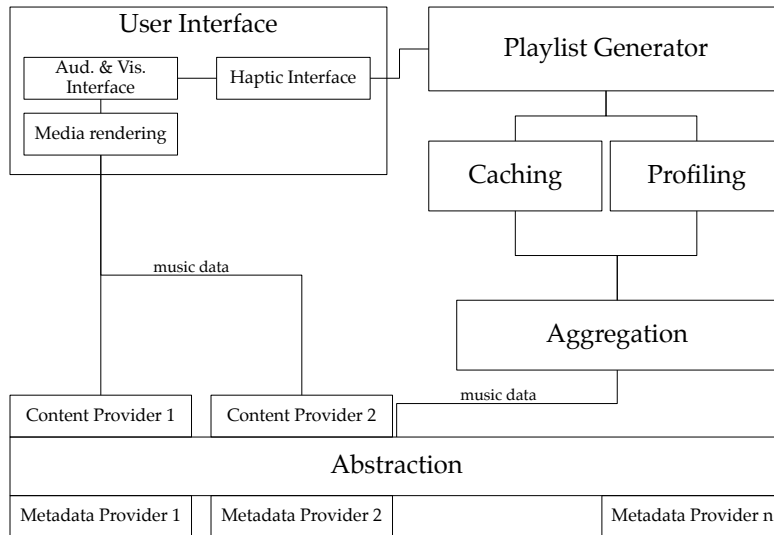 User Interface
Playlist Generator
Aud. & Vis.
Interface
Haptic Interface
Media rendering
Caching
Profiling
music data
Aggregation
music data
Content Provider 1
Content Provider 2
Abstraction
Metadata Provider 1
Metadata Provider 2
Metadata Provider n